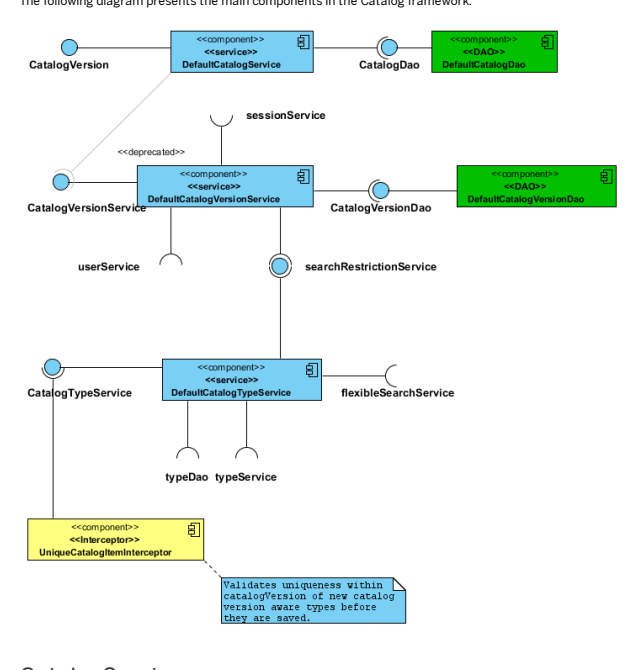 The following diagram presents the main components in the Catalog framework.
<<component>>
<<service>>
DefaultCatalogService
<<component>>
<<DAO>>
DefaultCatalogDao
CatalogVersion
CatalogDao
sessionService
<<deprecated>>
<<component>>
<<service>>
DefaultCatalogVersionService
<<component>>
<<DAO>>
DefaultCatalogVersionDao
CatalogVersionService
CatalogVersionDao
userService
searchRestrictionService
<<component>>
<<service>>
DefaultCatalogTypeService
CatalogTypeService
flexibleSearchService
typeDao
typeService
<<component>>
<<Interceptor>>
UniqueCatalogItemInterceptor
Validates uniqueness within
catalogVersion of new catalog
version aware types before
they are saved.